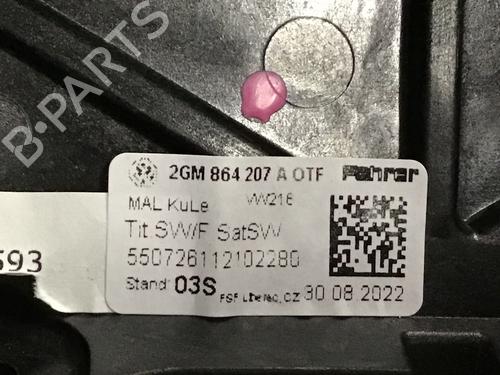 B-PARTS
2GM 864 207 A OTF Fehrer
MAL KuLe VW216
Tit SW/F SatSW
550726112102280
Stand: 03S FSF Liberec, CZ 30.08.2022
593